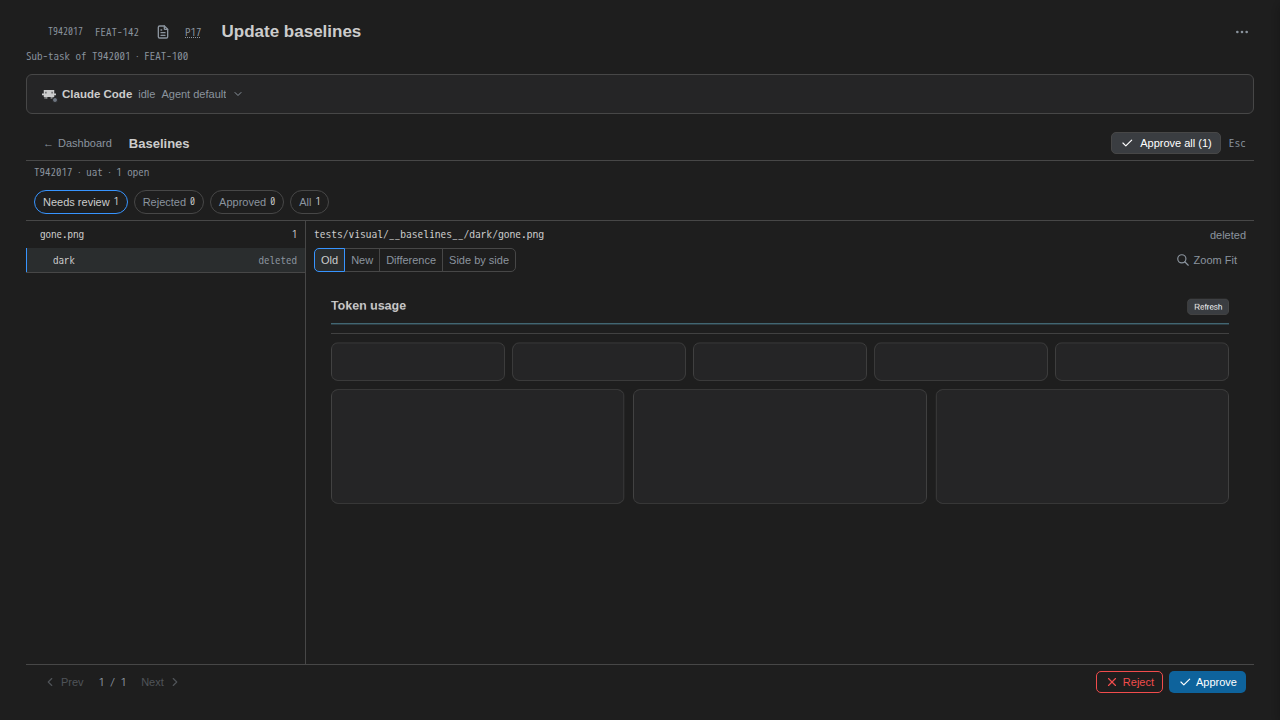 T942017 FEAT-142 P17 Update baselines
Sub-task of T942001 · FEAT-100
Claude Code idle Agent default
← Dashboard Baselines Approve all (1) Esc
T942017 · uat · 1 open
Needs review 1 Rejected 0 Approved 0 All 1
gone.png 1 tests/visual/__baselines__/dark/gone.png deleted
dark deleted Old New Difference Side by side Zoom Fit
Token usage Refresh
Prev 1 / 1 Next Reject Approve